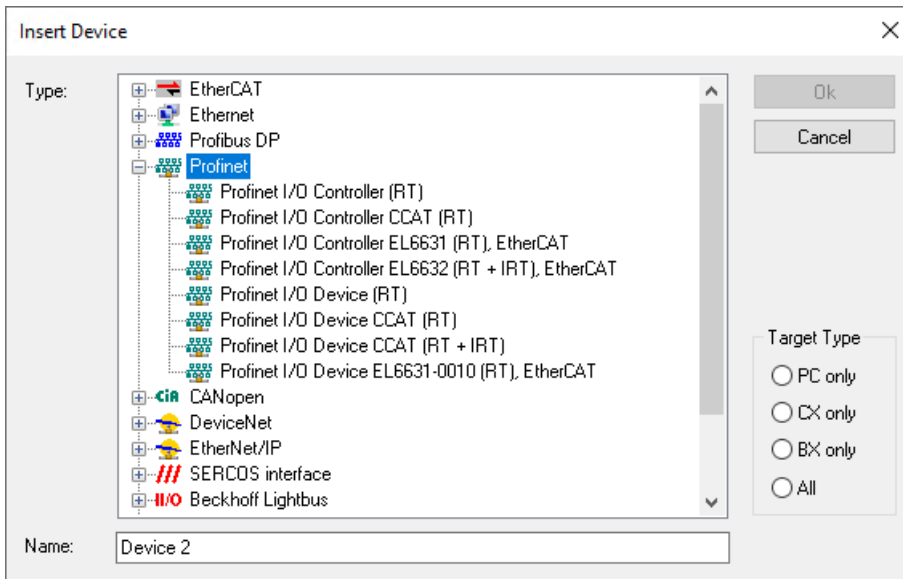 Insert Device
Type:
EtherCAT
Ethernet
Profibus DP
Profinet
Profinet I/O Controller (RT)
Profinet I/O Controller CCAT (RT)
Profinet I/O Controller EL6631 (RT), EtherCAT
Profinet I/O Controller EL6632 (RT + IRT), EtherCAT
Profinet I/O Device (RT)
Profinet I/O Device CCAT (RT)
Profinet I/O Device CCAT (RT + IRT)
Profinet I/O Device EL6631-0010 (RT), EtherCAT
CiA CANopen
DeviceNet
EtherNet/IP
SERCOS interface
II/O Beckhoff Lightbus
Ok
Cancel
Target Type
PC only
CX only
BX only
All
Name:
Device 2